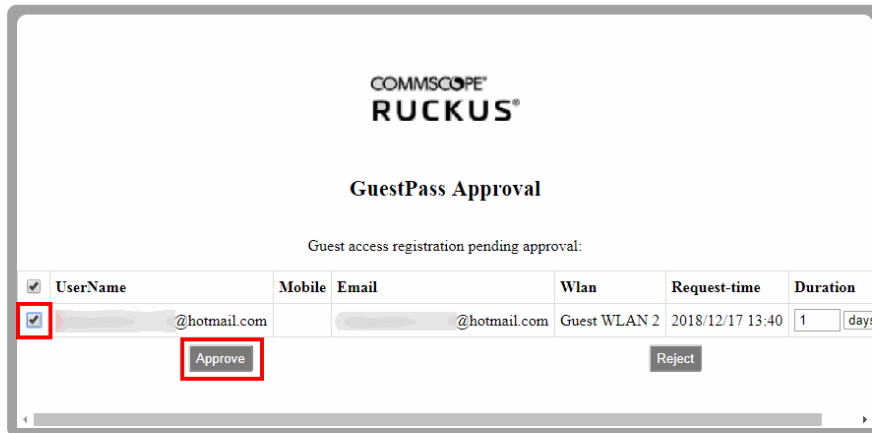 COMMSCOPE®
RUCKUS®
GuestPass Approval
Guest access registration pending approval:
UserName Mobile Email Wlan Request-time Duration
@hotmail.com @hotmail.com Guest WLAN 2 2018/12/17 13:40 1 days
Approve Reject